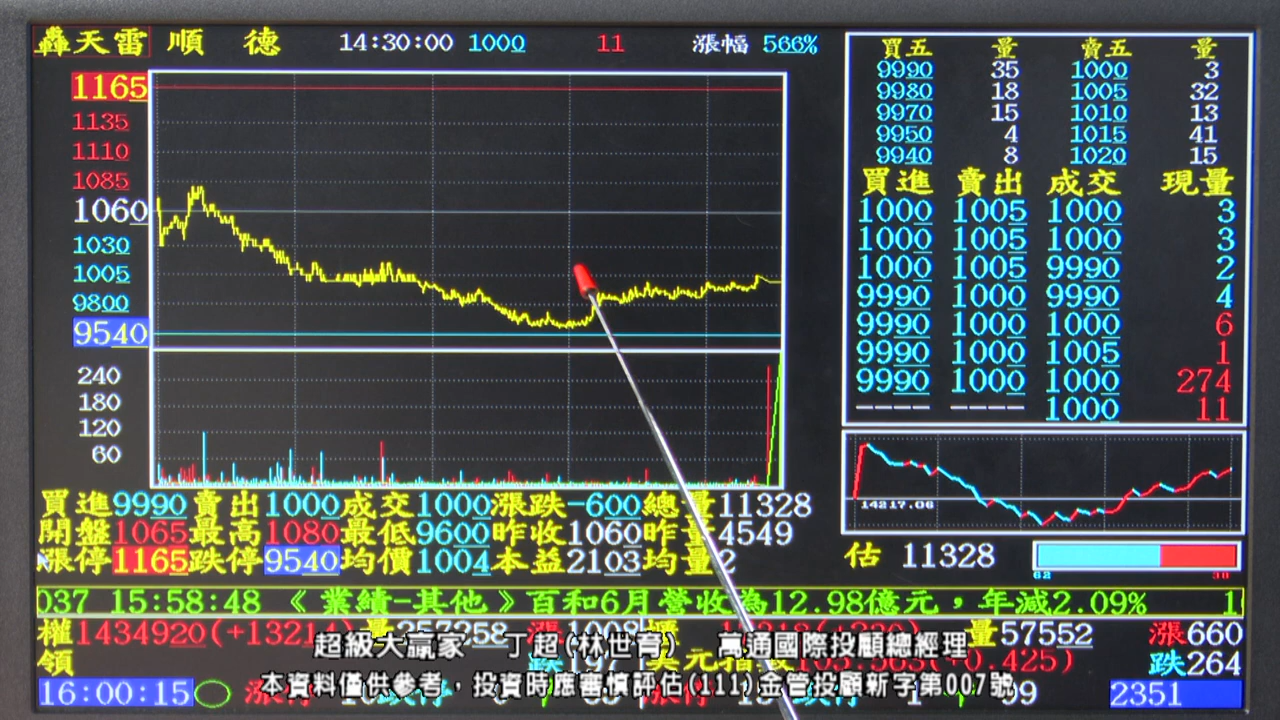 轟天雷 順 德 14:30:00 1000 11 漲幅 566%
1165
1135
1110
1085
1060
1030
1005
9800
9540
240
180
120
60
買五 量 賣五 量
9990 35 1000 3
9980 18 1005 32
9970 15 1010 13
9950 4 1015 41
9940 8 1020 15
買進 賣出 成交 現量
1000 1005 1000 3
1000 1005 1000 3
1000 1005 9990 2
9990 1000 9990 4
9990 1000 1000 6
9990 1000 1005 1
9990 1000 1000 274
---- ---- 1000 11
14217.06
買進9990賣出1000成交1000漲跌-600總量11328
開盤1065最高1080最低9600昨收1060昨量4549
漲停1165跌停9540均價1004本益2103均量2
估 11328
62 38
037 15:58:48 《業績-其他》百和6月營收為12.98億元，年減2.09% 1
權1434920(+13214) 量57552 漲660
領 跌264
超級大贏家 丁超(林世育) 萬通國際投顧總經理
本資料僅供參考，投資時應審慎評估(111)金管投顧新字第007號
16:00:15 99 2351